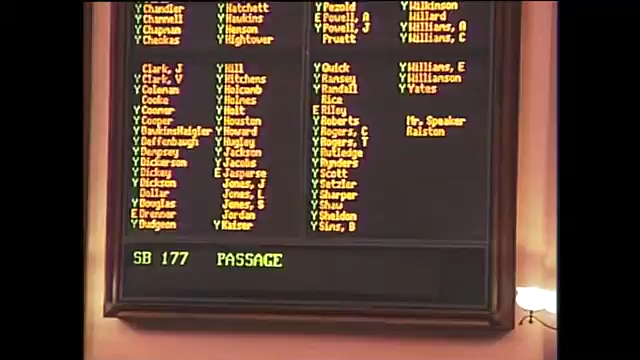 Y Chandler Y Hatchett Y Pezold Y Wilkinson
Y Channell Y Hawkins E Powell, A Willard
Y Chapman Y Henson Y Powell, J Y Williams, A
Y Cheokas Y Hightower Pruett Y Williams, C
Clark, J Y Hill Y Quick Y Williams, E
Y Clark, V Y Hitchens Y Ramsey Y Williamson
Y Coleman Y Holcomb Y Randall Y Yates
Cooke Y Holmes Rice
Y Coomer Y Holt E Riley
Cooper Y Houston Y Roberts Mr. Speaker
Y DawkinsHaigler Y Howard Y Rogers, C Ralston
Y Deffenbaugh Y Hugley Y Rogers, T
Y Dempsey Y Jackson Y Rutledge
Y Dickerson Y Jacobs Y Rynders
Y Dickey E Jasperse Y Scott
Y Dickson Jones, J Y Setzler
Dollar Jones, L Y Sharper
Y Douglas Jones, S Y Shaw
E Drenner Jordan Y Sheldon
Y Dudgeon Y Kaiser Y Sims, B
SB 177 PASSAGE